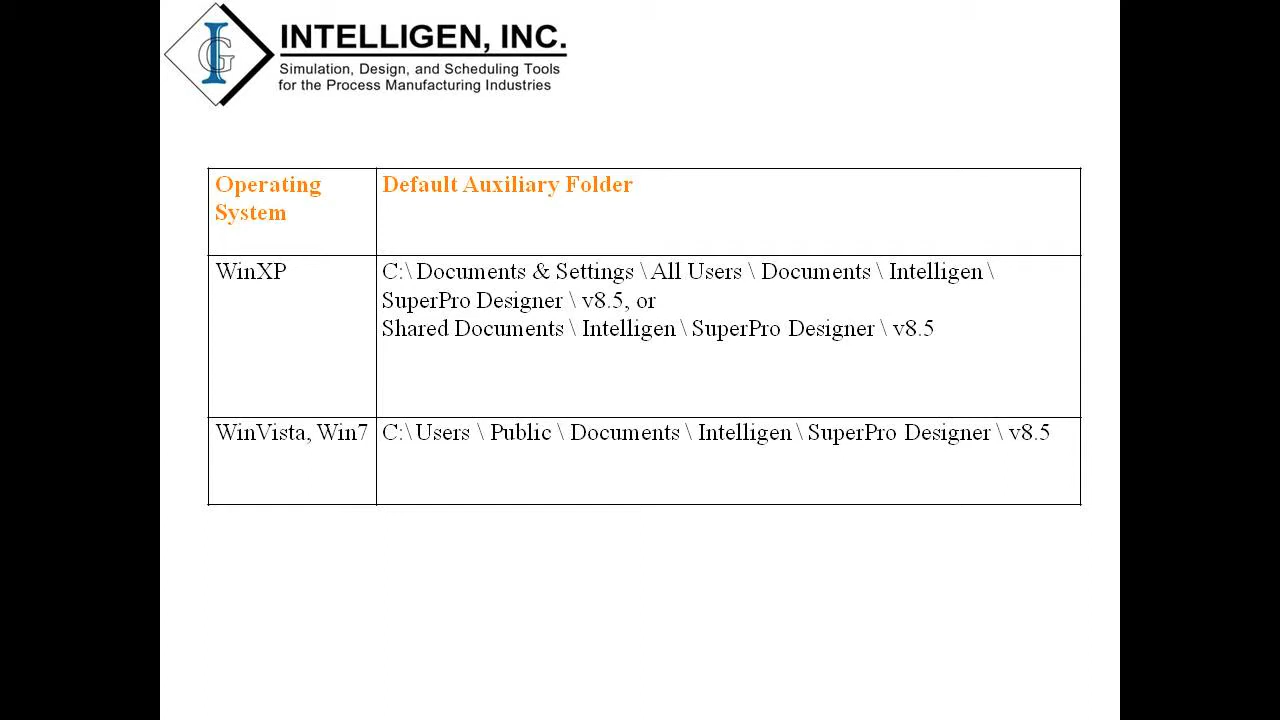 INTELLIGEN, INC.
Simulation, Design, and Scheduling Tools
for the Process Manufacturing Industries
Operating
System
Default Auxiliary Folder
WinXP
C:\ Documents & Settings \ All Users \ Documents \ Intelligen \
SuperPro Designer \ v8.5, or
Shared Documents \ Intelligen \ SuperPro Designer \ v8.5
WinVista, Win7
C:\ Users \ Public \ Documents \ Intelligen \ SuperPro Designer \ v8.5